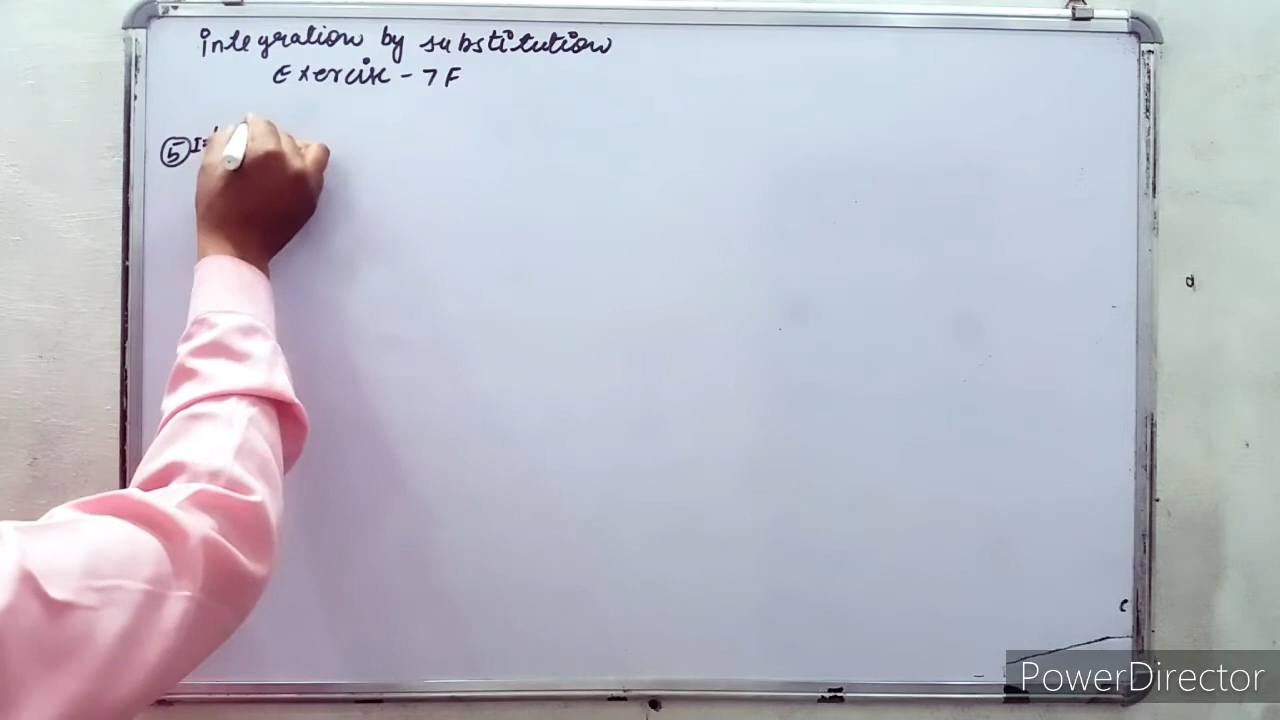 integration by substitution
Exercise - 7F
⑤ I=
PowerDirector